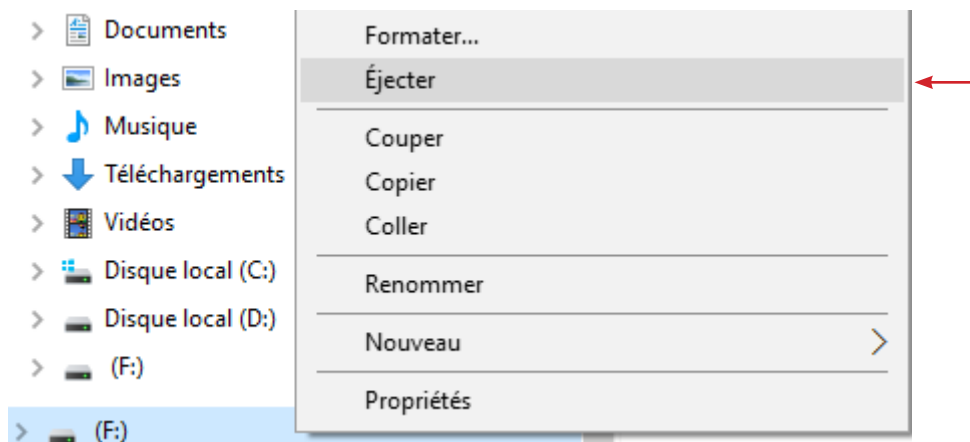 Documents
Images
Musique
Téléchargements
Vidéos
Disque local (C:)
Disque local (D:)
(F:)
(F:)
Formater...
Éjecter
Couper
Copier
Coller
Renommer
Nouveau
Propriétés